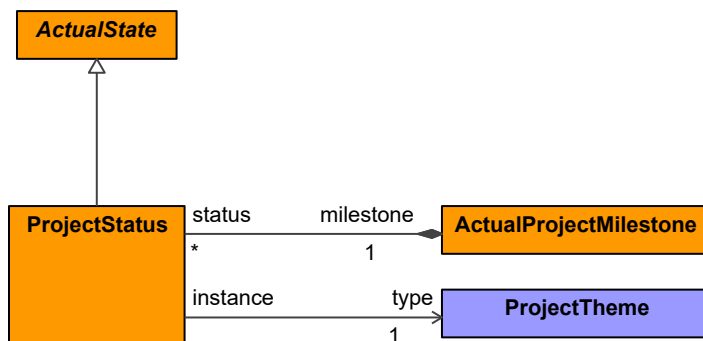 ActualState
ProjectStatus
status milestone
* 1
ActualProjectMilestone
instance type
1
ProjectTheme